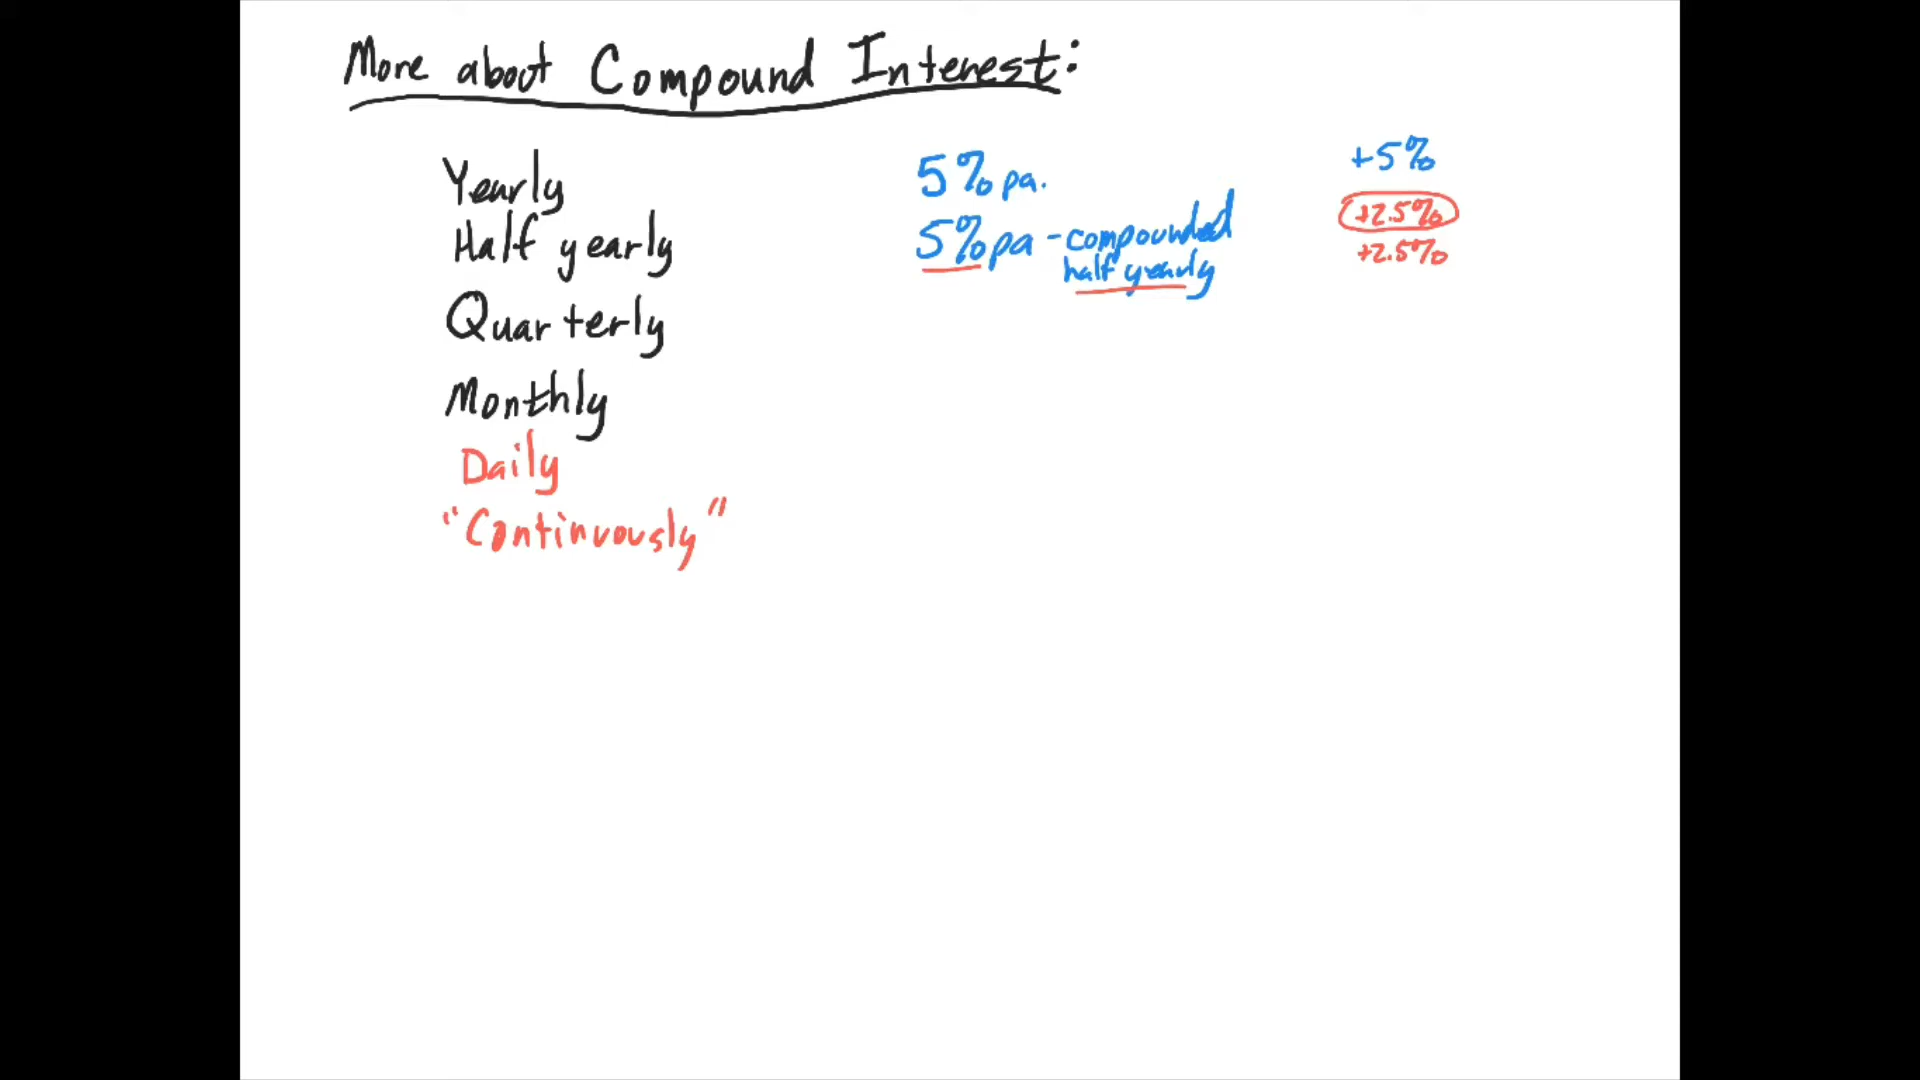 More about Compound Interest:
Yearly 5% pa. +5%
Half yearly 5% pa - compounded half yearly +2.5%
+2.5%
Quarterly
Monthly
Daily
"Continuously"